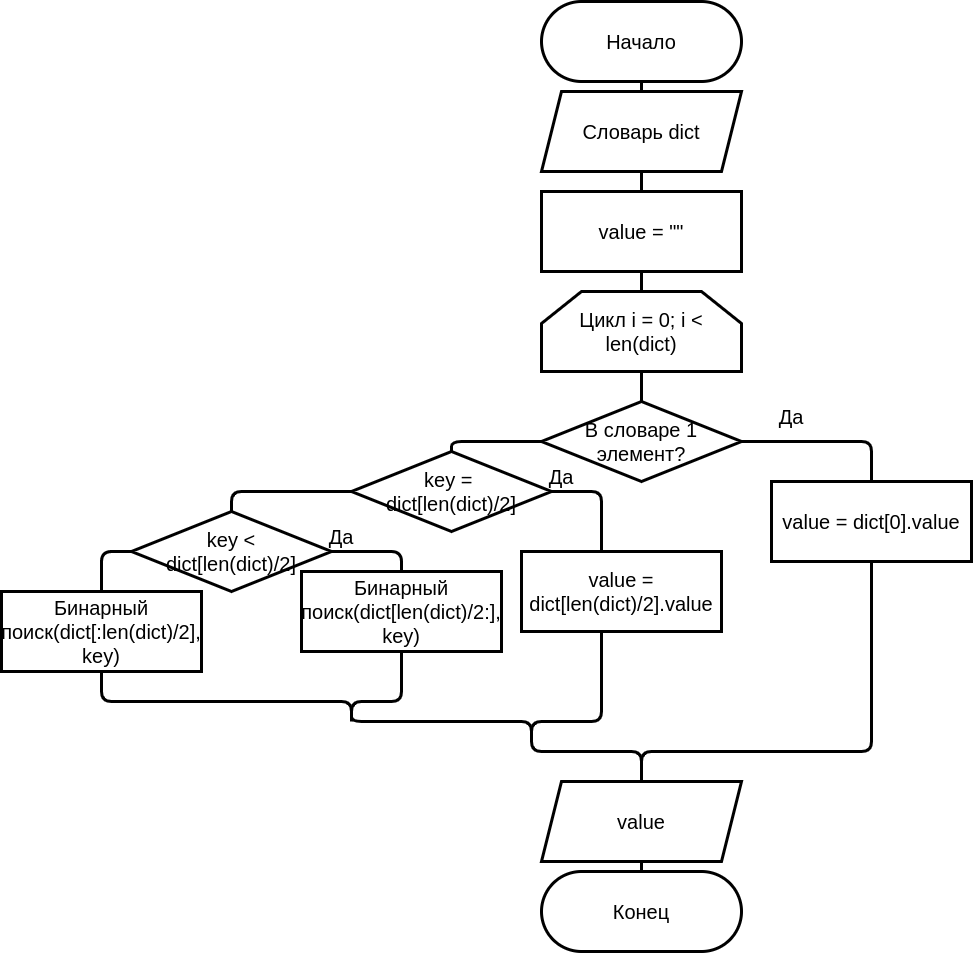 Начало
Словарь dict
value = ""
Цикл i = 0; i <
len(dict)
Да
В словаре 1
элемент?
key =
dict[len(dict)/2]
Да
value = dict[0].value
key <
dict[len(dict)/2]
Да
value =
dict[len(dict)/2].value
Бинарный
поиск(dict[len(dict)/2:],
key)
Бинарный
поиск(dict[:len(dict)/2],
key)
value
Конец